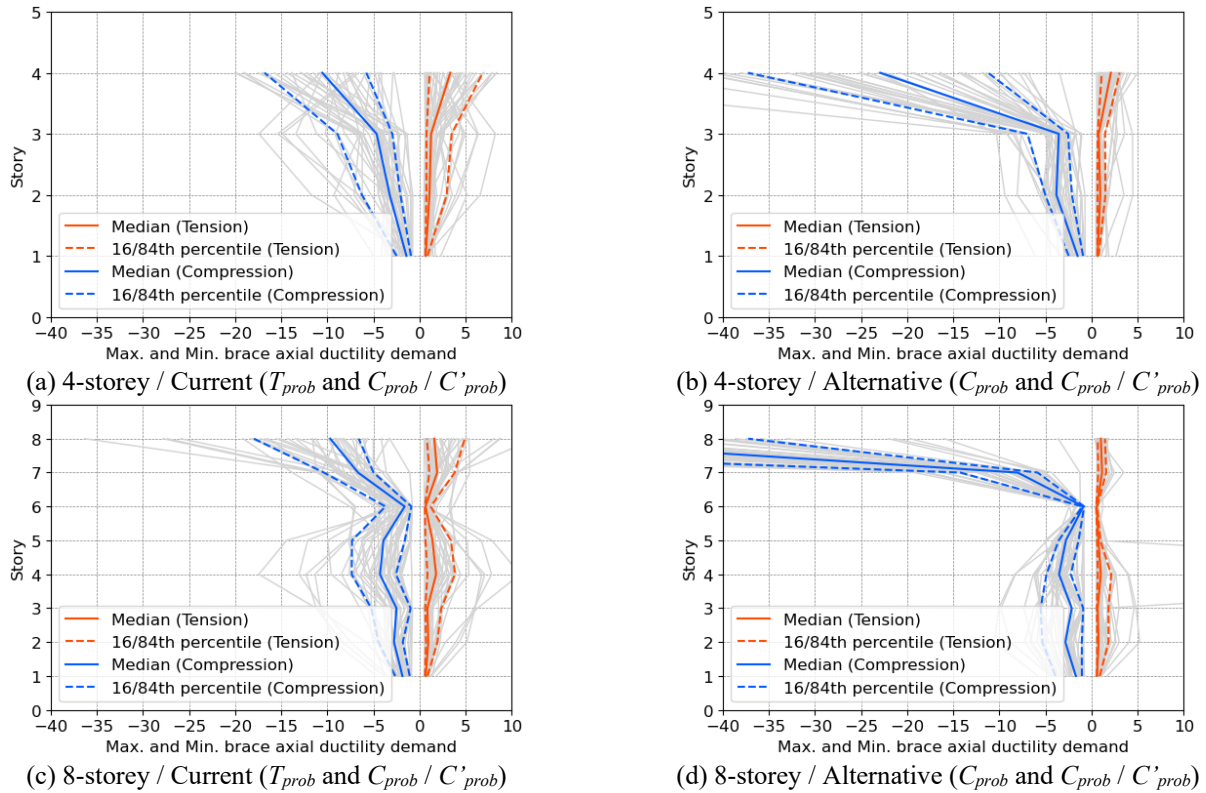 5
4
3
2
1
0
Story
Median (Tension)
16/84th percentile (Tension)
Median (Compression)
16/84th percentile (Compression)
−40 −35 −30 −25 −20 −15 −10 −5 0 5 10
Max. and Min. brace axial ductility demand
(a) 4-storey / Current (Tprob and Cprob / C’prob)
5
4
3
2
1
0
Story
Median (Tension)
16/84th percentile (Tension)
Median (Compression)
16/84th percentile (Compression)
−40 −35 −30 −25 −20 −15 −10 −5 0 5 10
Max. and Min. brace axial ductility demand
(b) 4-storey / Alternative (Cprob and Cprob / C’prob)
9
8
7
6
5
4
3
2
1
0
Story
Median (Tension)
16/84th percentile (Tension)
Median (Compression)
16/84th percentile (Compression)
−40 −35 −30 −25 −20 −15 −10 −5 0 5 10
Max. and Min. brace axial ductility demand
(c) 8-storey / Current (Tprob and Cprob / C’prob)
9
8
7
6
5
4
3
2
1
0
Story
Median (Tension)
16/84th percentile (Tension)
Median (Compression)
16/84th percentile (Compression)
−40 −35 −30 −25 −20 −15 −10 −5 0 5 10
Max. and Min. brace axial ductility demand
(d) 8-storey / Alternative (Cprob and Cprob / C’prob)